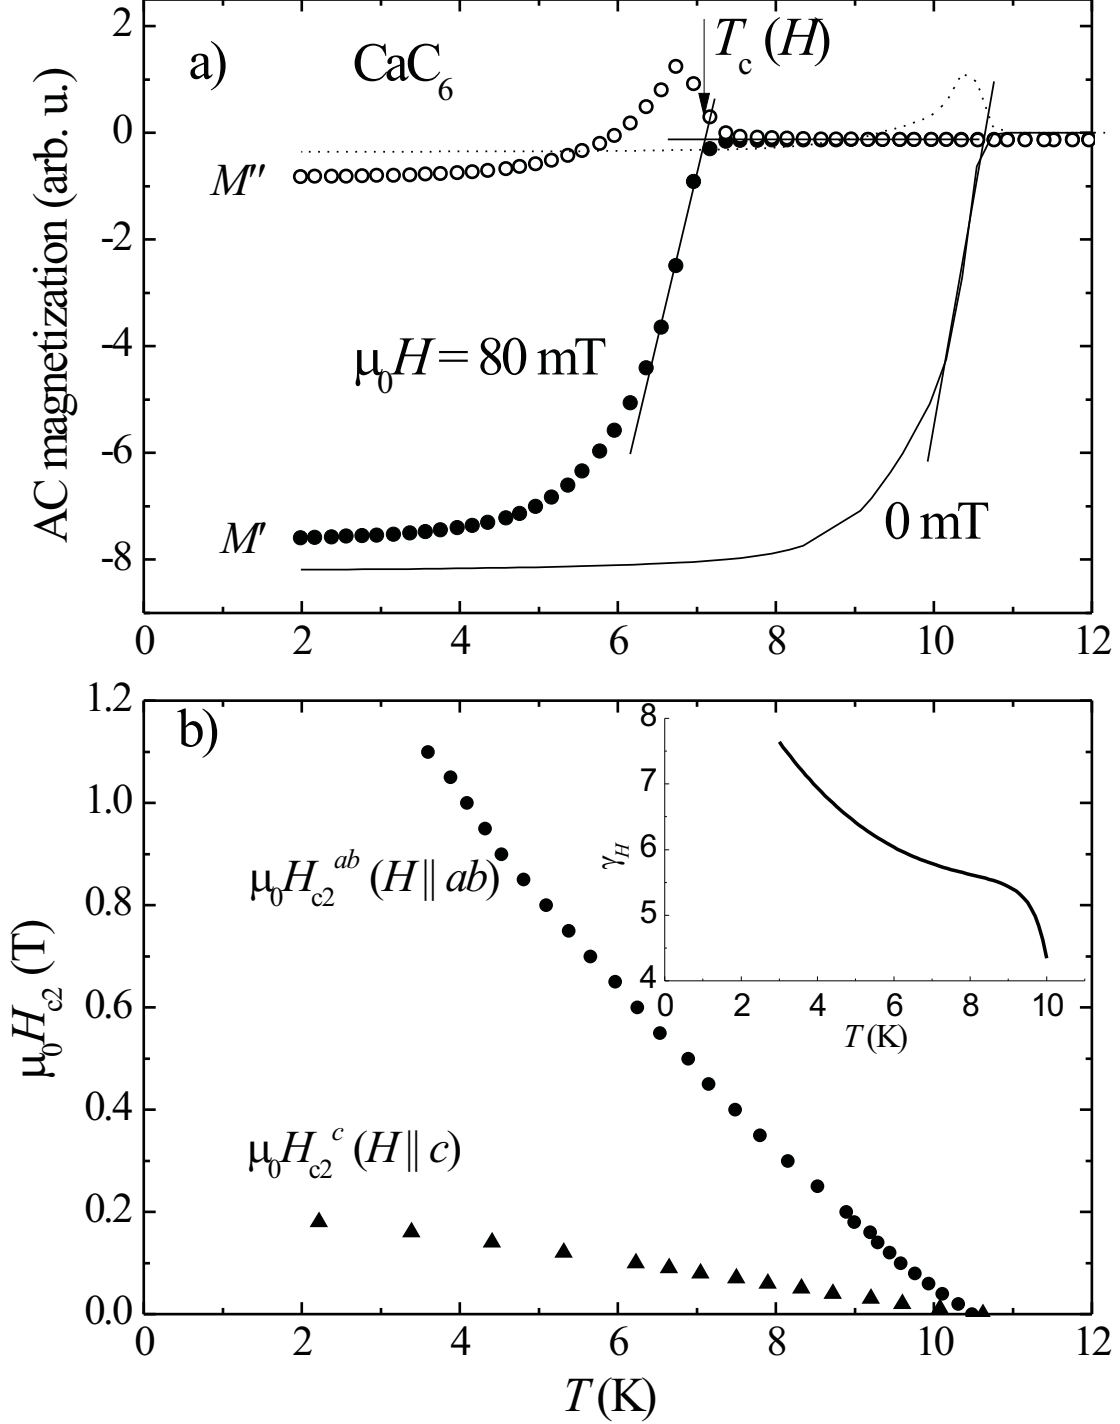 a)
CaC6
Tc (H)
2
0
-2
-4
-6
-8
AC magnetization (arb. u.)
M″
μ0H = 80 mT
M′
0 mT
0 2 4 6 8 10 12
b)
1.2
1.0
0.8
0.6
0.4
0.2
0.0
μ0Hc2 (T)
μ0Hc2^ab (H || ab)
μ0Hc2^c (H || c)
8
7
6
5
4
γH
0 2 4 6 8 10
T (K)
0 2 4 6 8 10 12
T (K)